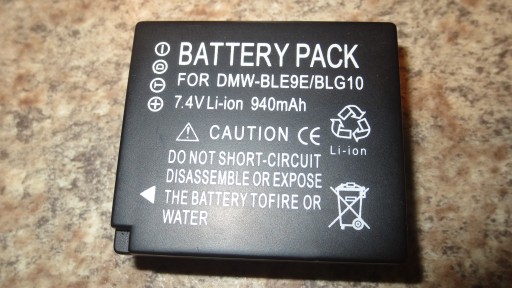 BATTERY PACK
FOR DMW-BLE9E/BLG10
7.4V Li-ion 940mAh
CAUTION CE
Li-ion
DO NOT SHORT-CIRCUIT
DISASSEMBLE OR EXPOSE
THE BATTERY TOFIRE OR
WATER